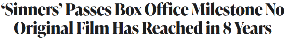 ‘Sinners’ Passes Box Office Milestone No
Original Film Has Reached in 8 Years